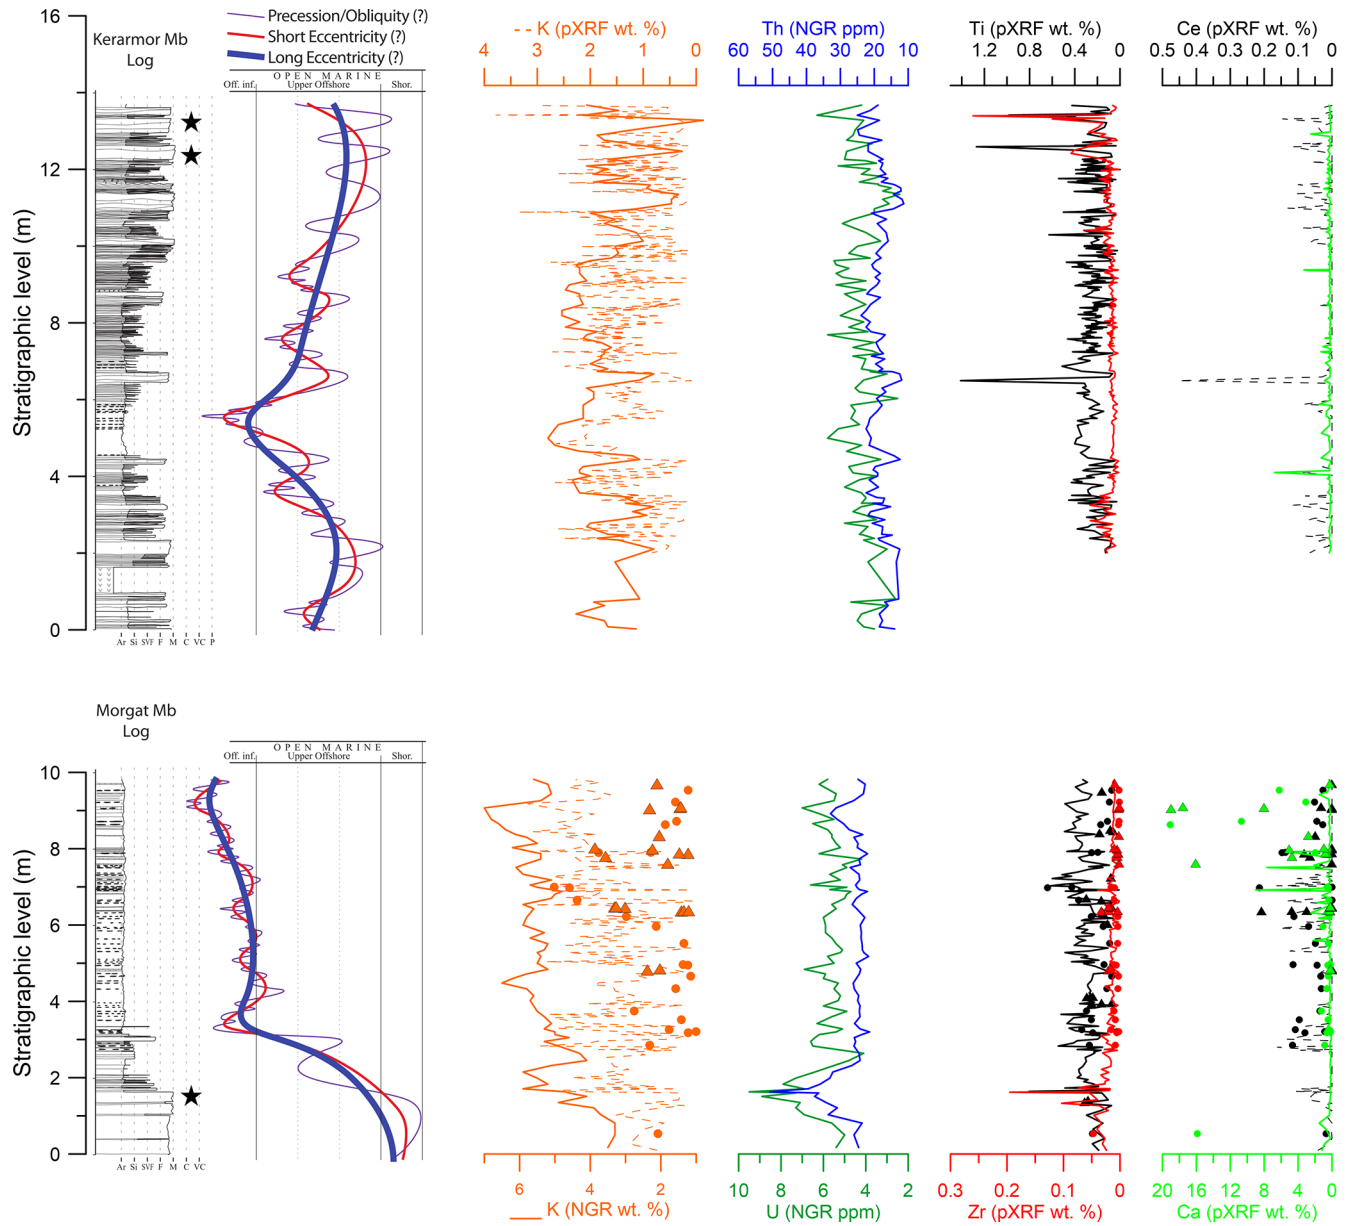 Precession/Obliquity (?)
Short Eccentricity (?)
Long Eccentricity (?)
Kerarmor Mb
Log
OPEN MARINE
Off. inf. Upper Offshore Shor.
K (pXRF wt. %)
4 3 2 1 0
Th (NGR ppm)
60 50 40 30 20 10
Ti (pXRF wt. %)
1.2 0.8 0.4 0
Ce (pXRF wt. %)
0.5 0.3 0.2 0.1 0
Stratigraphic level (m)
16
12
8
4
0
Ar Si SVF F M C VC P
Morgat Mb
Log
OPEN MARINE
Off. inf. Upper Offshore Shor.
Stratigraphic level (m)
10
8
6
4
2
0
Ar Si SVF F M C VC
6 4 2
K (NGR wt. %)
10 8 6 4 2
U (NGR ppm)
0.3 0.2 0.1 0
Zr (pXRF wt. %)
20 16 12 8 4 0
Ca (pXRF wt. %)